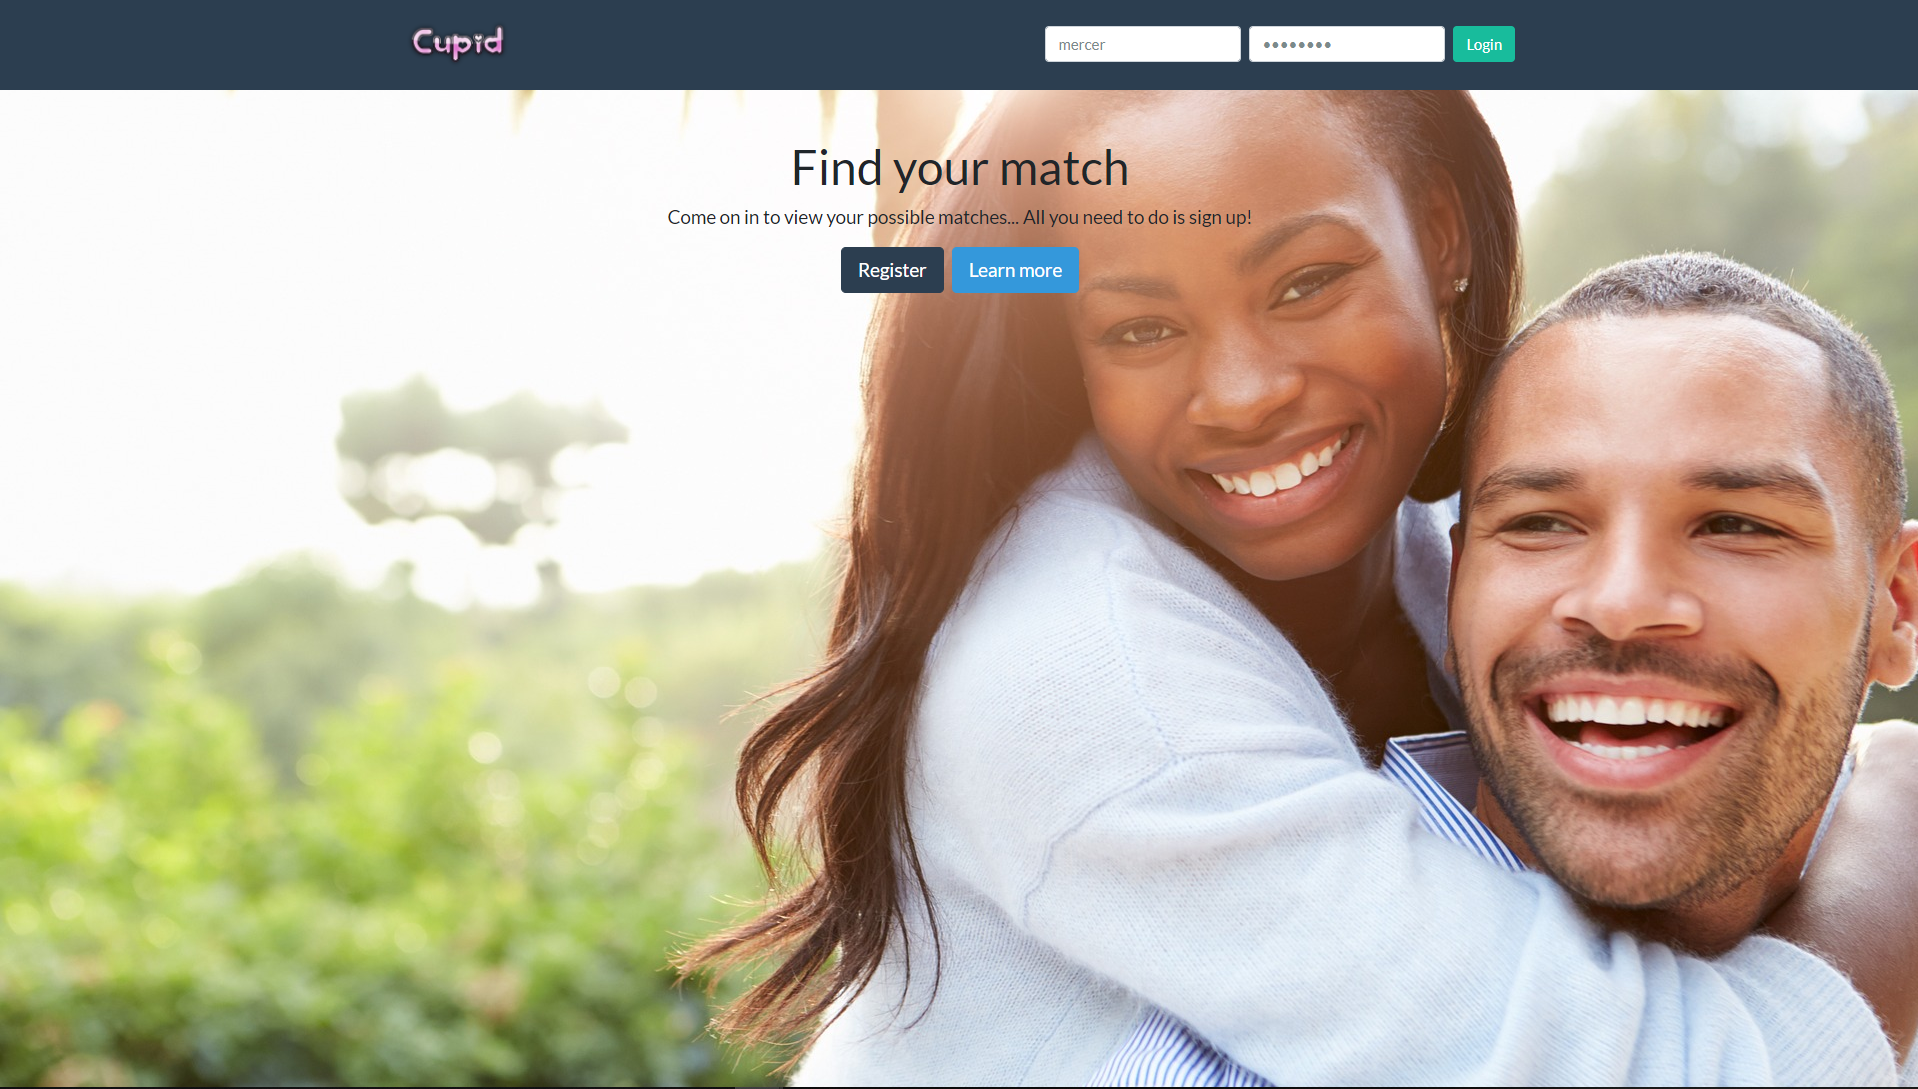 Cupid
mercer
••••••••
Login
Find your match
Come on in to view your possible matches... All you need to do is sign up!
Register
Learn more